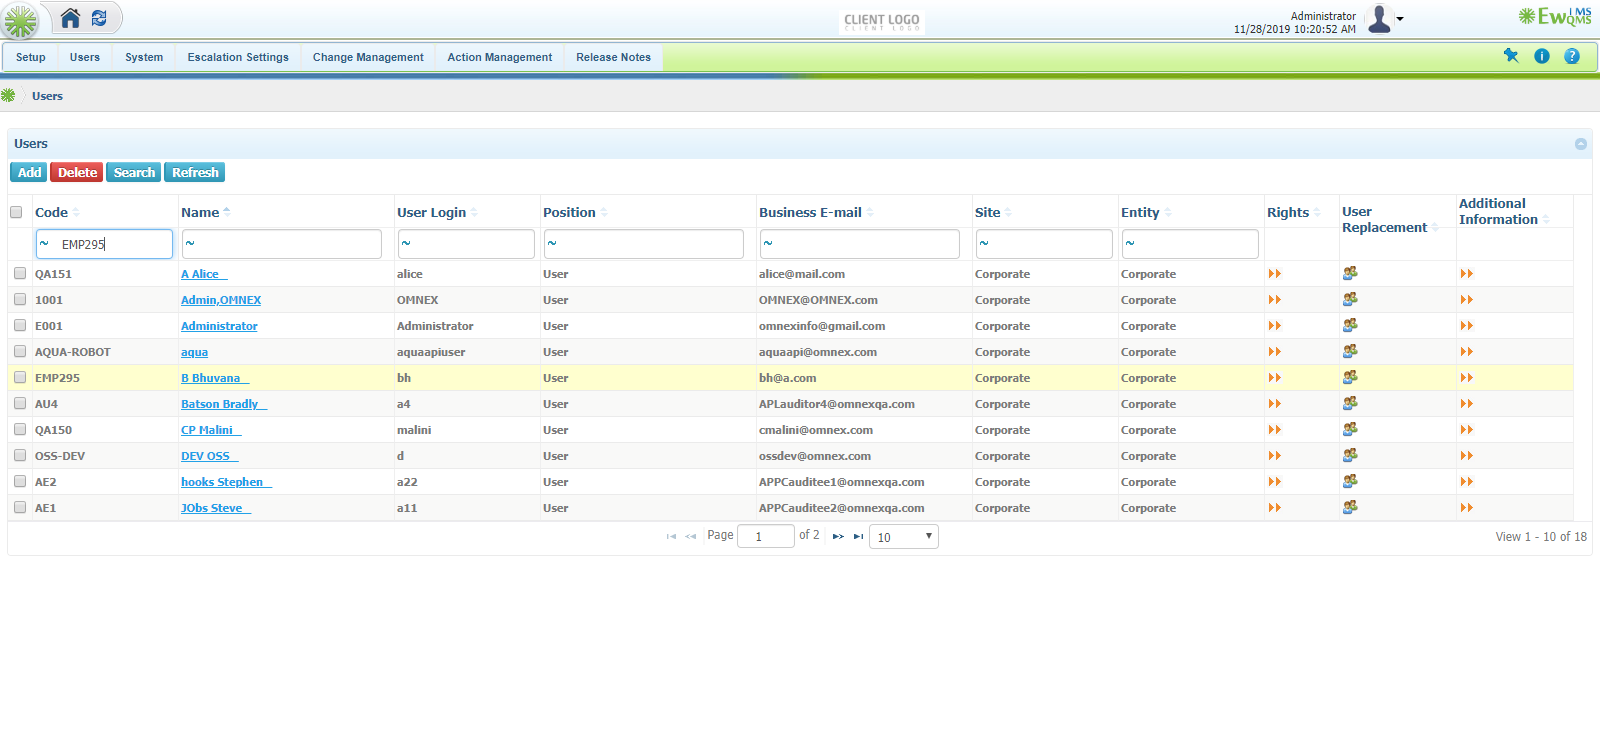 CLIENT LOGO
CLIENT LOGO
Administrator
11/28/2019 10:20:52 AM
EwIMS
QMS
Setup Users System Escalation Settings Change Management Action Management Release Notes
Users
Users
Add Delete Search Refresh
Code Name User Login Position Business E-mail Site Entity Rights User Replacement Additional Information
~ EMP295 ~ ~ ~ ~ ~ ~
QA151 A Alice alice User alice@mail.com Corporate Corporate
1001 Admin,OMNEX OMNEX User OMNEX@OMNEX.com Corporate Corporate
E001 Administrator Administrator User omnexinfo@gmail.com Corporate Corporate
AQUA-ROBOT aqua aquaapiuser User aquaapi@omnex.com Corporate Corporate
EMP295 B Bhuvana bh User bh@a.com Corporate Corporate
AU4 Batson Bradly a4 User APLauditor4@omnexqa.com Corporate Corporate
QA150 CP Malini malini User cmalini@omnex.com Corporate Corporate
OSS-DEV DEV OSS d User ossdev@omnex.com Corporate Corporate
AE2 hooks Stephen a22 User APPCauditee1@omnexqa.com Corporate Corporate
AE1 JObs Steve a11 User APPCauditee2@omnexqa.com Corporate Corporate
Page 1 of 2 10 View 1 - 10 of 18